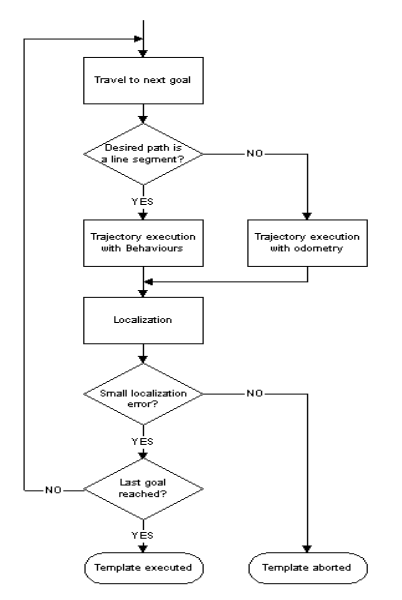 Travel to next goal
Desired path is
a line segment?
NO
YES
Trajectory execution
with Behaviours
Trajectory execution
with odometry
Localization
Small localization
error?
NO
YES
Last goal
reached?
NO
YES
Template executed
Template aborted